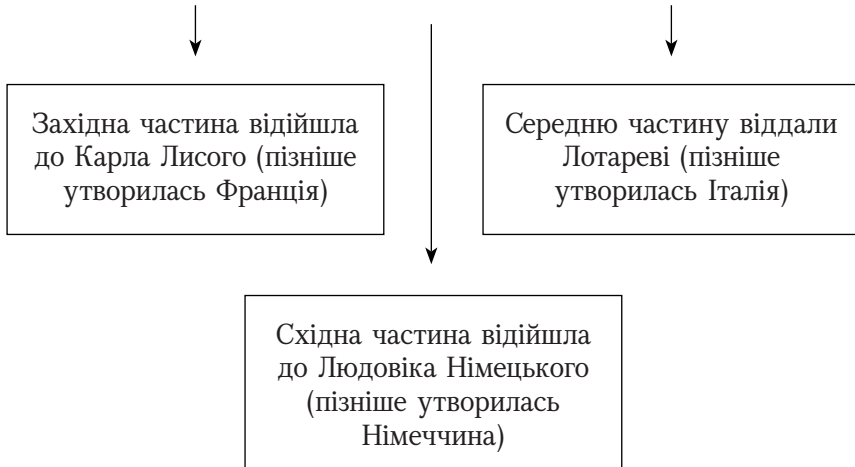 Західна частина відійшла
до Карла Лисого (пізніше
утворилась Франція)
Середню частину віддали
Лотареві (пізніше
утворилась Італія)
Східна частина відійшла
до Людовіка Німецького
(пізніше утворилась
Німеччина)